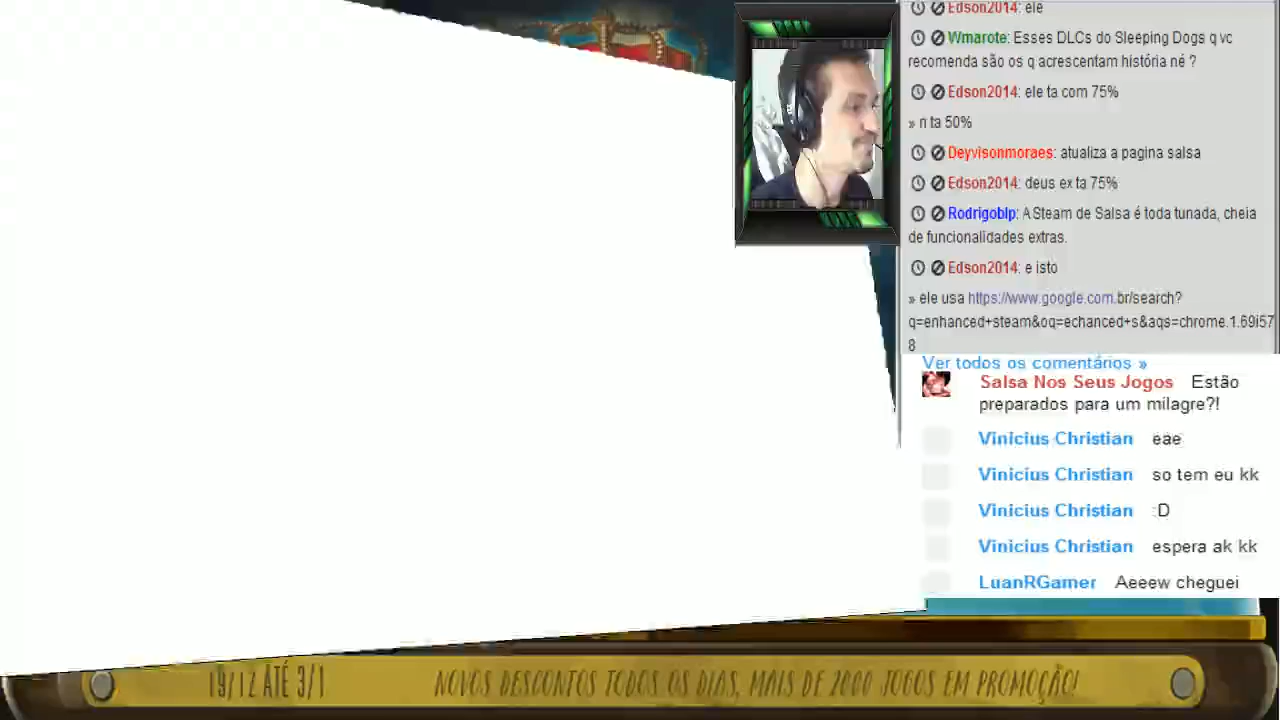 Edson2014: ele
Wmarote: Esses DLCs do Sleeping Dogs q vc
recomenda são os q acrescentam história né ?
Edson2014: ele ta com 75%
» n ta 50%
Deyvisonmoraes: atualiza a pagina salsa
Edson2014: deus ex ta 75%
Rodrigoblp: A Steam de Salsa é toda tunada, cheia
de funcionalidades extras.
Edson2014: e isto
» ele usa https://www.google.com.br/search?
q=enhanced+steam&oq=echanced+s&aqs=chrome.1.69i57
8
Ver todos os comentários »
Salsa Nos Seus Jogos Estão
preparados para um milagre?!
Vinicius Christian eae
Vinicius Christian so tem eu kk
Vinicius Christian :D
Vinicius Christian espera ak kk
LuanRGamer Aeeew cheguei
19/12 ATÉ 3/1 NOVOS DESCONTOS TODOS OS DIAS, MAIS DE 2000 JOGOS EM PROMOÇÃO!